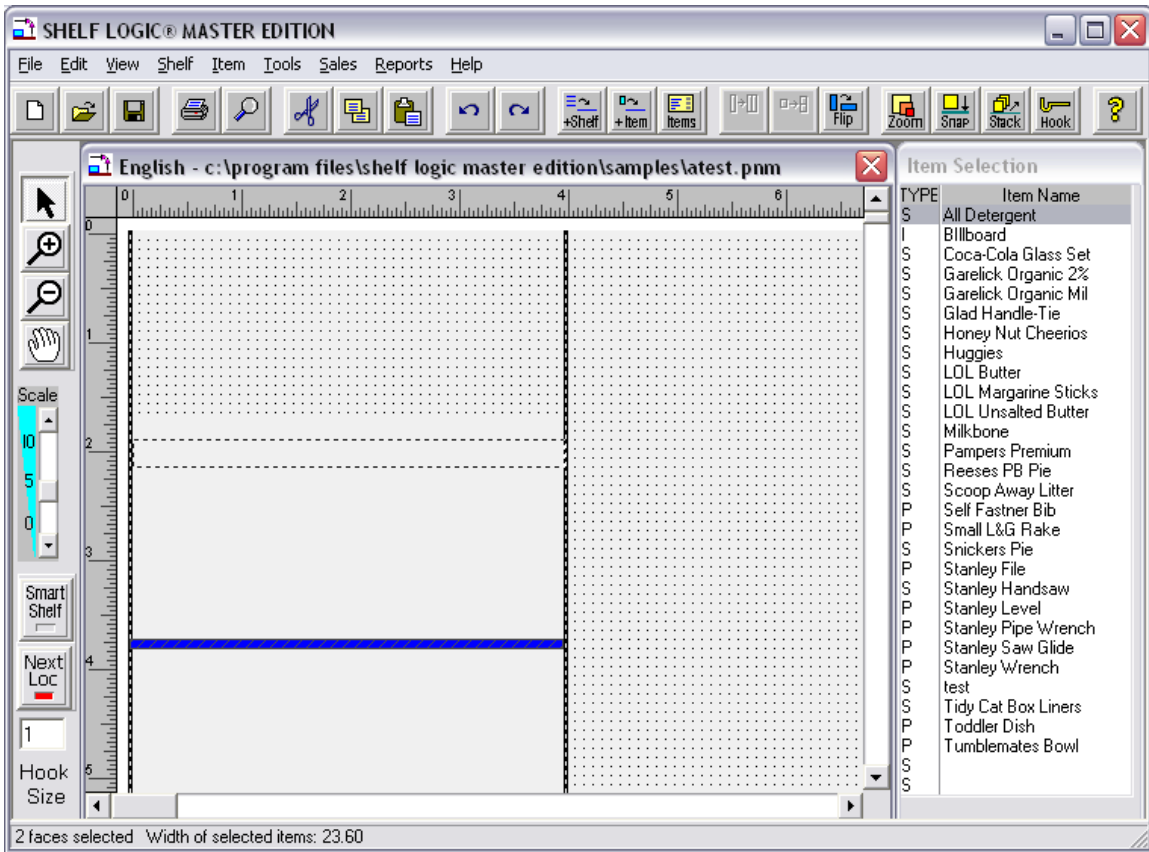 SHELF LOGIC® MASTER EDITION
File Edit View Shelf Item Tools Sales Reports Help
+Shelf +Item Items Flip Zoom Snap Stack Hook
English - c:\program files\shelf logic master edition\samples\atest.pnm
Item Selection
0 1 2 3 4 5 6
0
1
2
3
4
5
Scale
10
5
0
Smart
Shelf
Next
Loc
1
Hook
Size
TYPE Item Name
S All Detergent
I BIllboard
S Coca-Cola Glass Set
S Garelick Organic 2%
S Garelick Organic Mil
S Glad Handle-Tie
S Honey Nut Cheerios
S Huggies
S LOL Butter
S LOL Margarine Sticks
S LOL Unsalted Butter
S Milkbone
S Pampers Premium
S Reeses PB Pie
S Scoop Away Litter
P Self Fastner Bib
P Small L&G Rake
S Snickers Pie
P Stanley File
S Stanley Handsaw
P Stanley Level
P Stanley Pipe Wrench
P Stanley Saw Glide
P Stanley Wrench
S test
S Tidy Cat Box Liners
P Toddler Dish
P Tumblemates Bowl
S
S
2 faces selected Width of selected items: 23.60